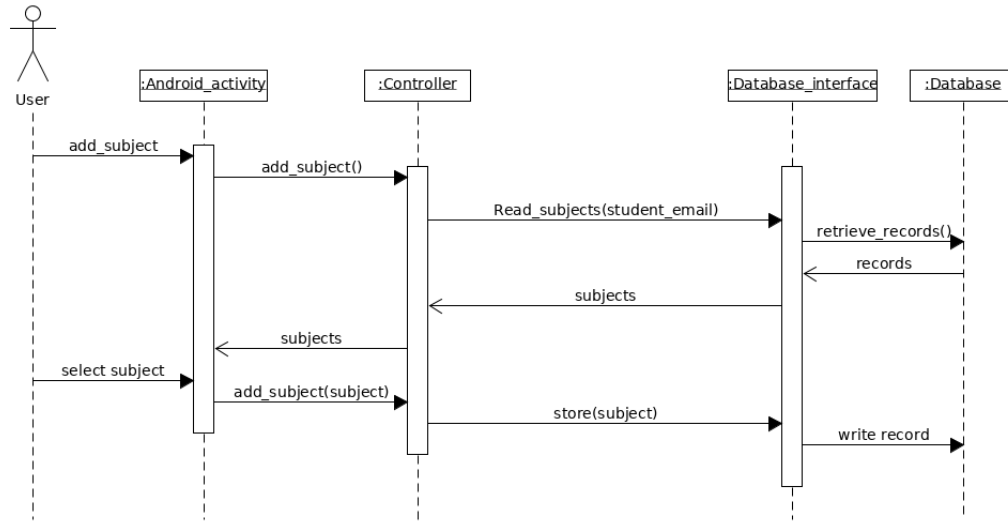 User
:Android_activity
:Controller
:Database_interface
:Database
add_subject
add_subject()
Read_subjects(student_email)
retrieve_records()
records
subjects
subjects
select subject
add_subject(subject)
store(subject)
write record